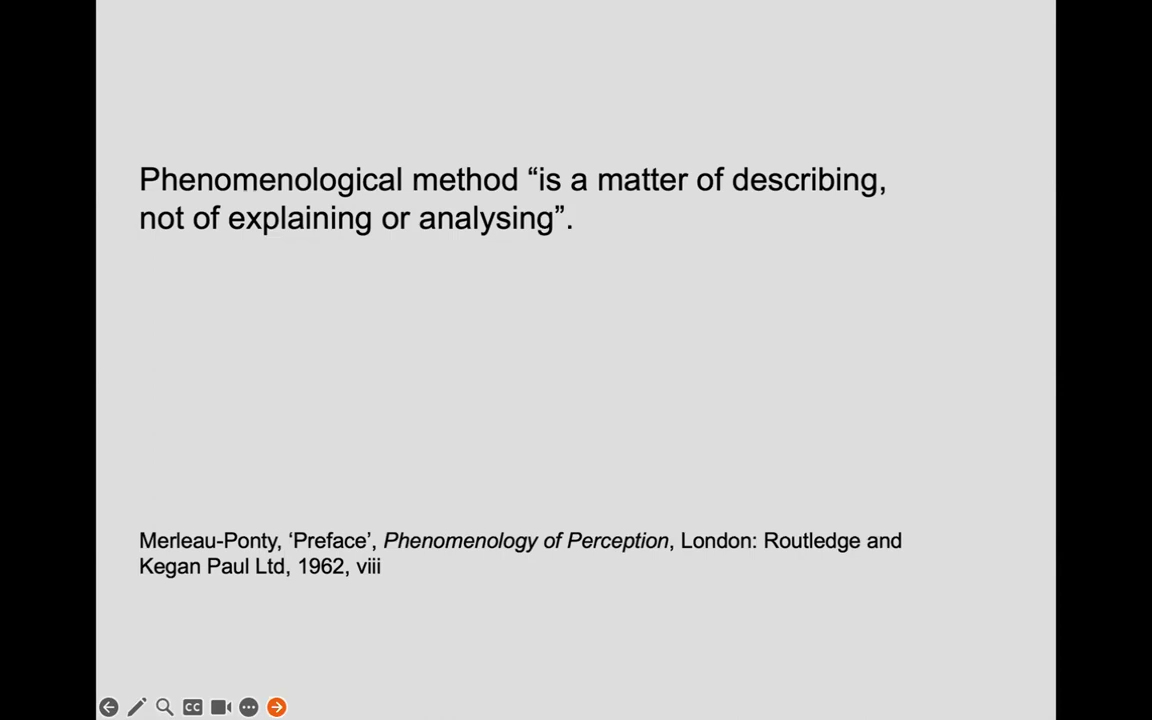 Phenomenological method “is a matter of describing,
not of explaining or analysing”.
Merleau-Ponty, ‘Preface’, Phenomenology of Perception, London: Routledge and
Kegan Paul Ltd, 1962, viii
CC